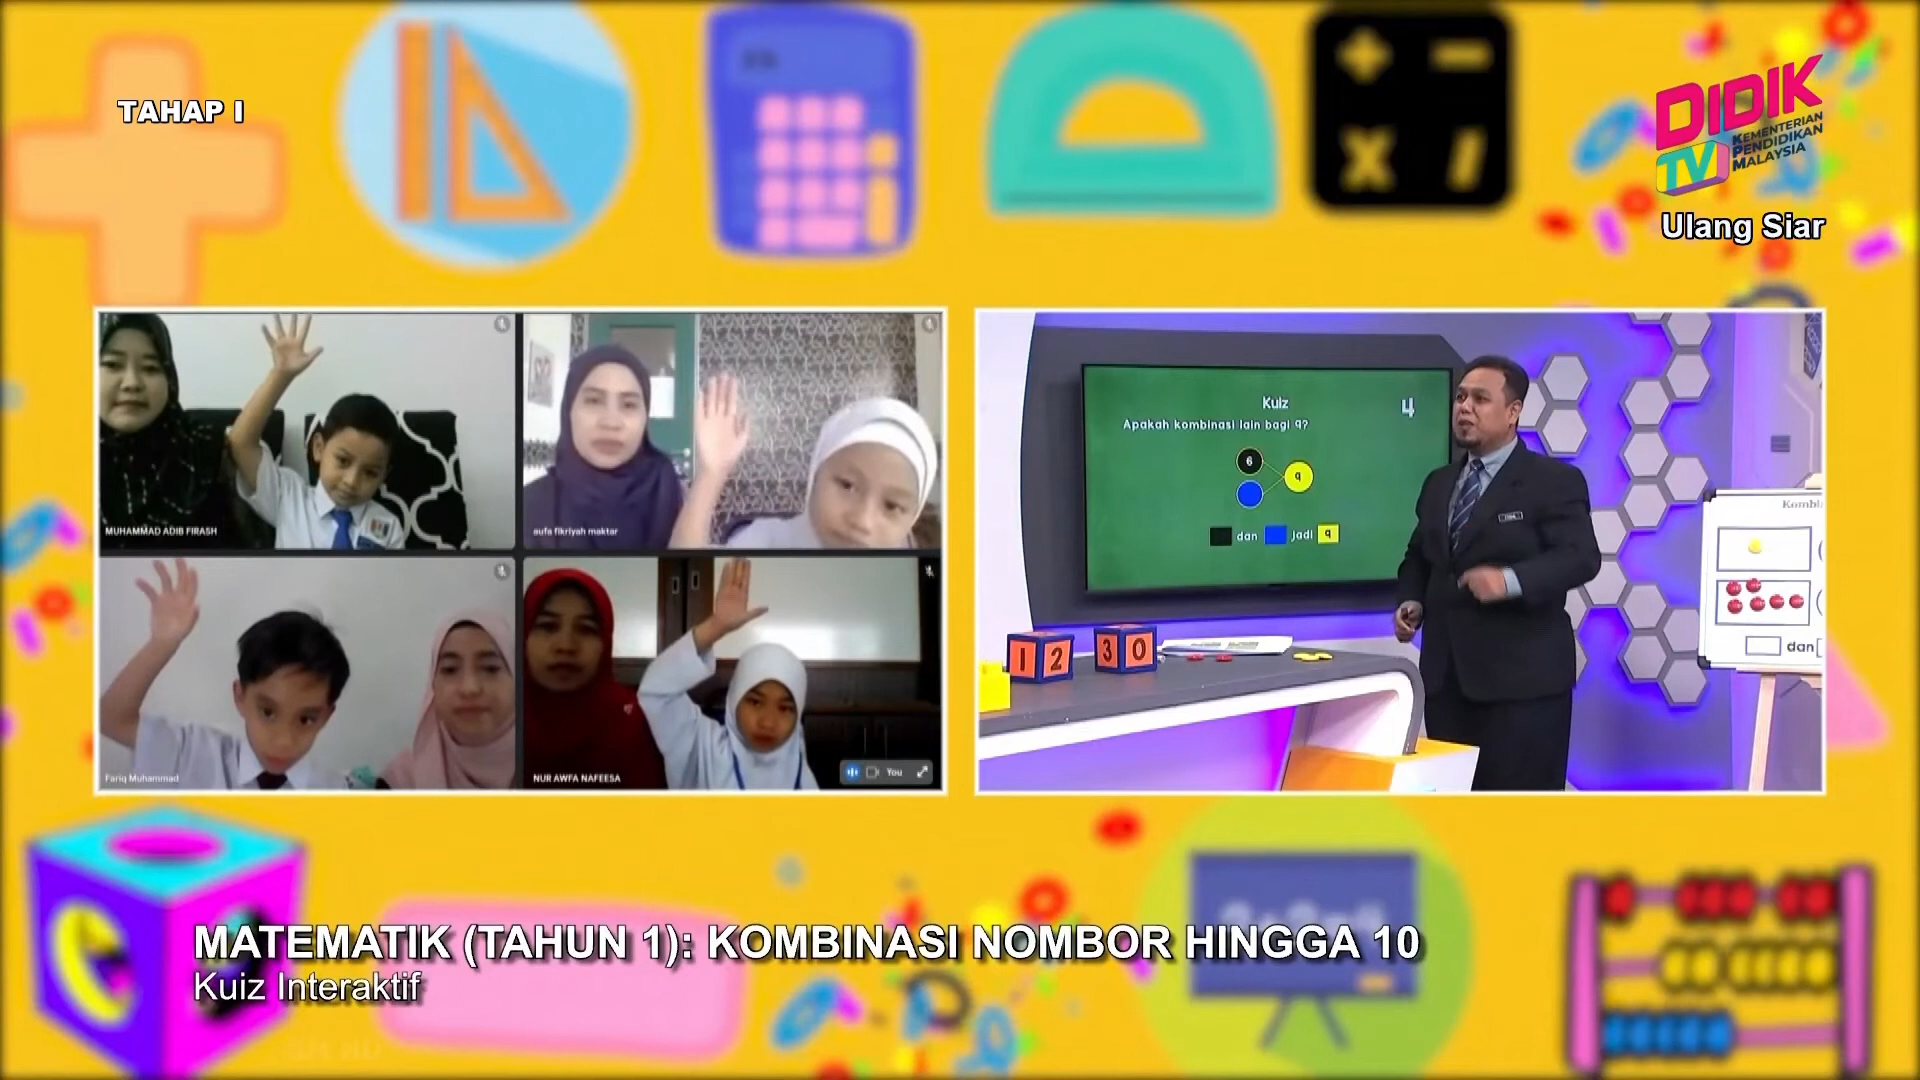 TAHAP I
DIDIK
TV
KEMENTERIAN
PENDIDIKAN
MALAYSIA
Ulang Siar
MUHAMMAD ADIB FIRASH
aufa fikriyah maktar
Fariq Muhammad
NUR AWFA NAFEESA
You
Kuiz
4
Apakah kombinasi lain bagi 9?
6
9
dan
Jadi 9
1 2
3 0
dan
MATEMATIK (TAHUN 1): KOMBINASI NOMBOR HINGGA 10
Kuiz Interaktif